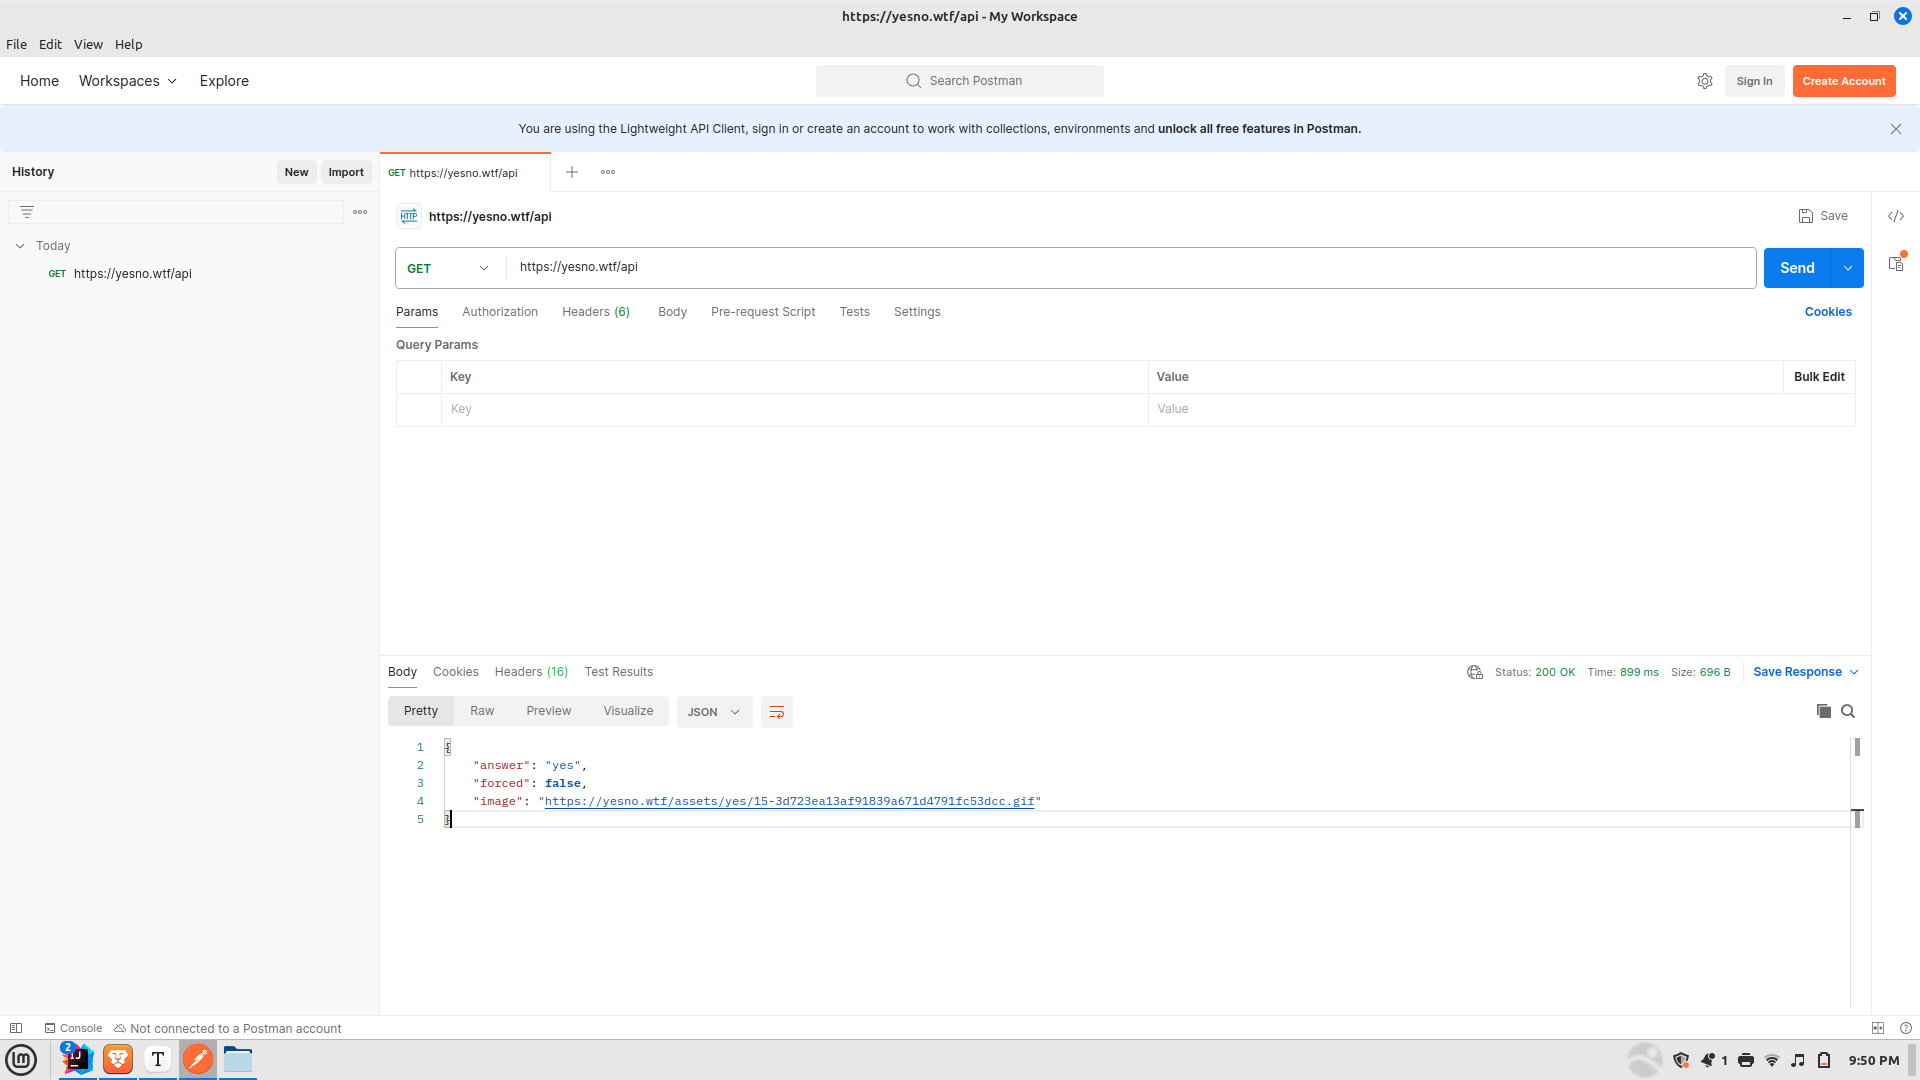 https://yesno.wtf/api - My Workspace
File Edit View Help
Home Workspaces Explore Search Postman Sign In Create Account
You are using the Lightweight API Client, sign in or create an account to work with collections, environments and unlock all free features in Postman.
History New Import GET https://yesno.wtf/api
HTTP https://yesno.wtf/api Save
Today
GET https://yesno.wtf/api
GET https://yesno.wtf/api Send
Params Authorization Headers (6) Body Pre-request Script Tests Settings Cookies
Query Params
Key Value Bulk Edit
Key Value
Body Cookies Headers (16) Test Results Status: 200 OK Time: 899 ms Size: 696 B Save Response
Pretty Raw Preview Visualize JSON
1 {
2 "answer": "yes",
3 "forced": false,
4 "image": "https://yesno.wtf/assets/yes/15-3d723ea13af91839a671d4791fc53dcc.gif"
5 }
Console Not connected to a Postman account
2 IJ T 1 9:50 PM